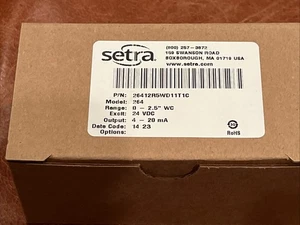 setra
(800) 257-3872
159 SWANSON ROAD
BOXBOROUGH, MA 01719 USA
www.setra.com
P/N: 26412R5WD11T1C
Model: 264
Range: 0 - 2.5" WC
Excit: 24 VDC
Output: 4 - 20 mA
Date Code: 14 23
Options:
RoHS